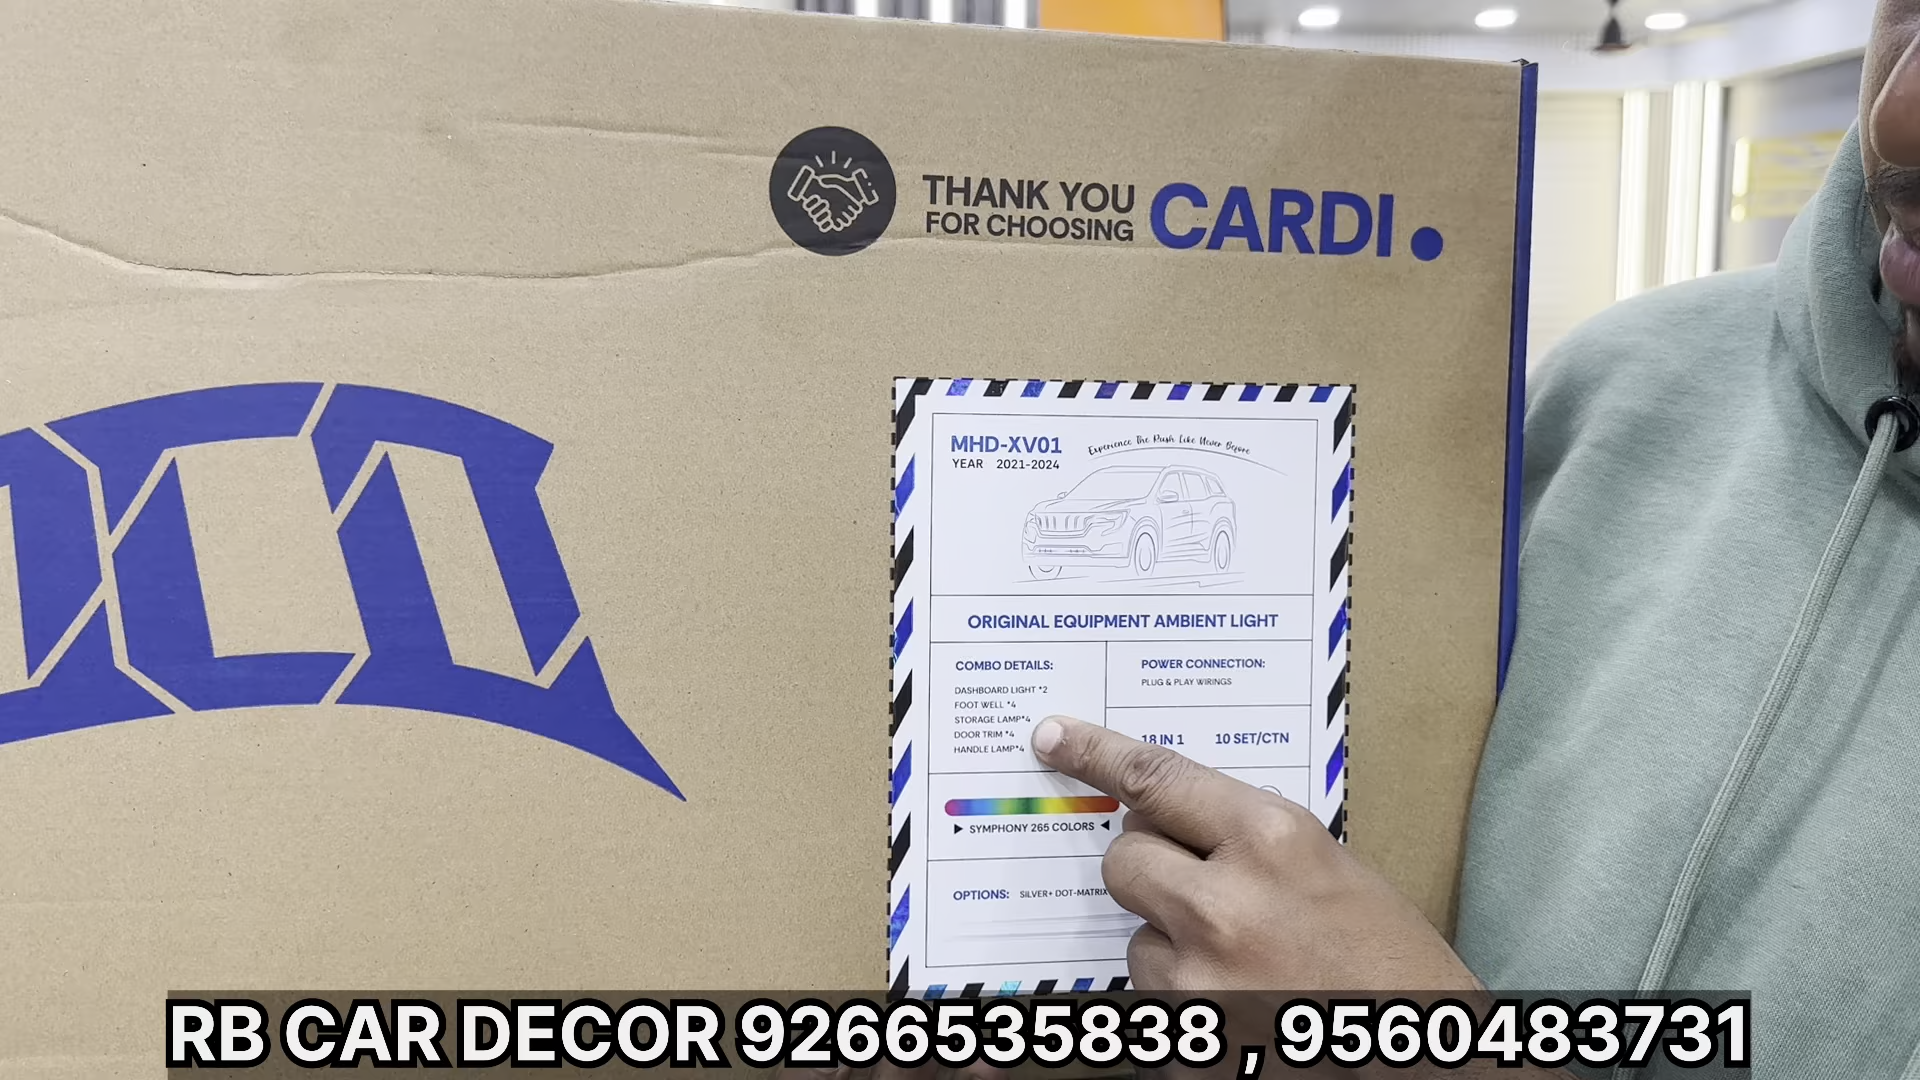 THANK YOU
FOR CHOOSING
CARDI.
MHD-XV01
YEAR 2021-2024
Experience The Rush Like Never Before
ORIGINAL EQUIPMENT AMBIENT LIGHT
COMBO DETAILS:
DASHBOARD LIGHT *2
FOOT WELL *4
STORAGE LAMP*4
DOOR TRIM *4
HANDLE LAMP*4
POWER CONNECTION:
PLUG & PLAY WIRINGS
18 IN 1 10 SET/CTN
SYMPHONY 265 COLORS
OPTIONS: SILVER+ DOT-MATRIX
RB CAR DECOR 9266535838 , 9560483731